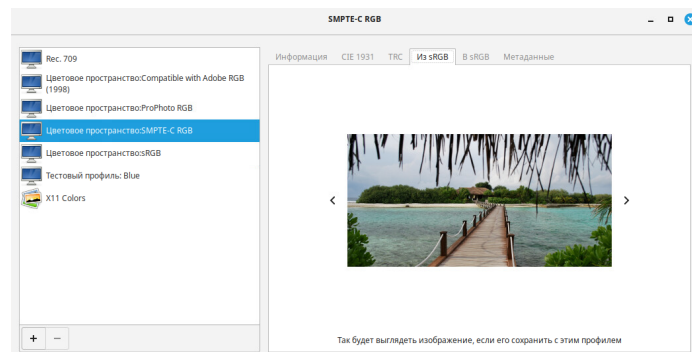 SMPTE-C RGB
Rec. 709
Цветовое пространство:Compatible with Adobe RGB
(1998)
Цветовое пространство:ProPhoto RGB
Цветовое пространство:SMPTE-C RGB
Цветовое пространство:sRGB
Тестовый профиль: Blue
X11 Colors
Информация CIE 1931 TRC Из sRGB В sRGB Метаданные
Так будет выглядеть изображение, если его сохранить с этим профилем